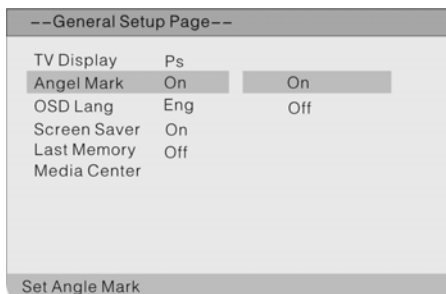 --General Setup Page--
TV Display Ps
Angel Mark On On
OSD Lang Eng Off
Screen Saver On
Last Memory Off
Media Center
Set Angle Mark